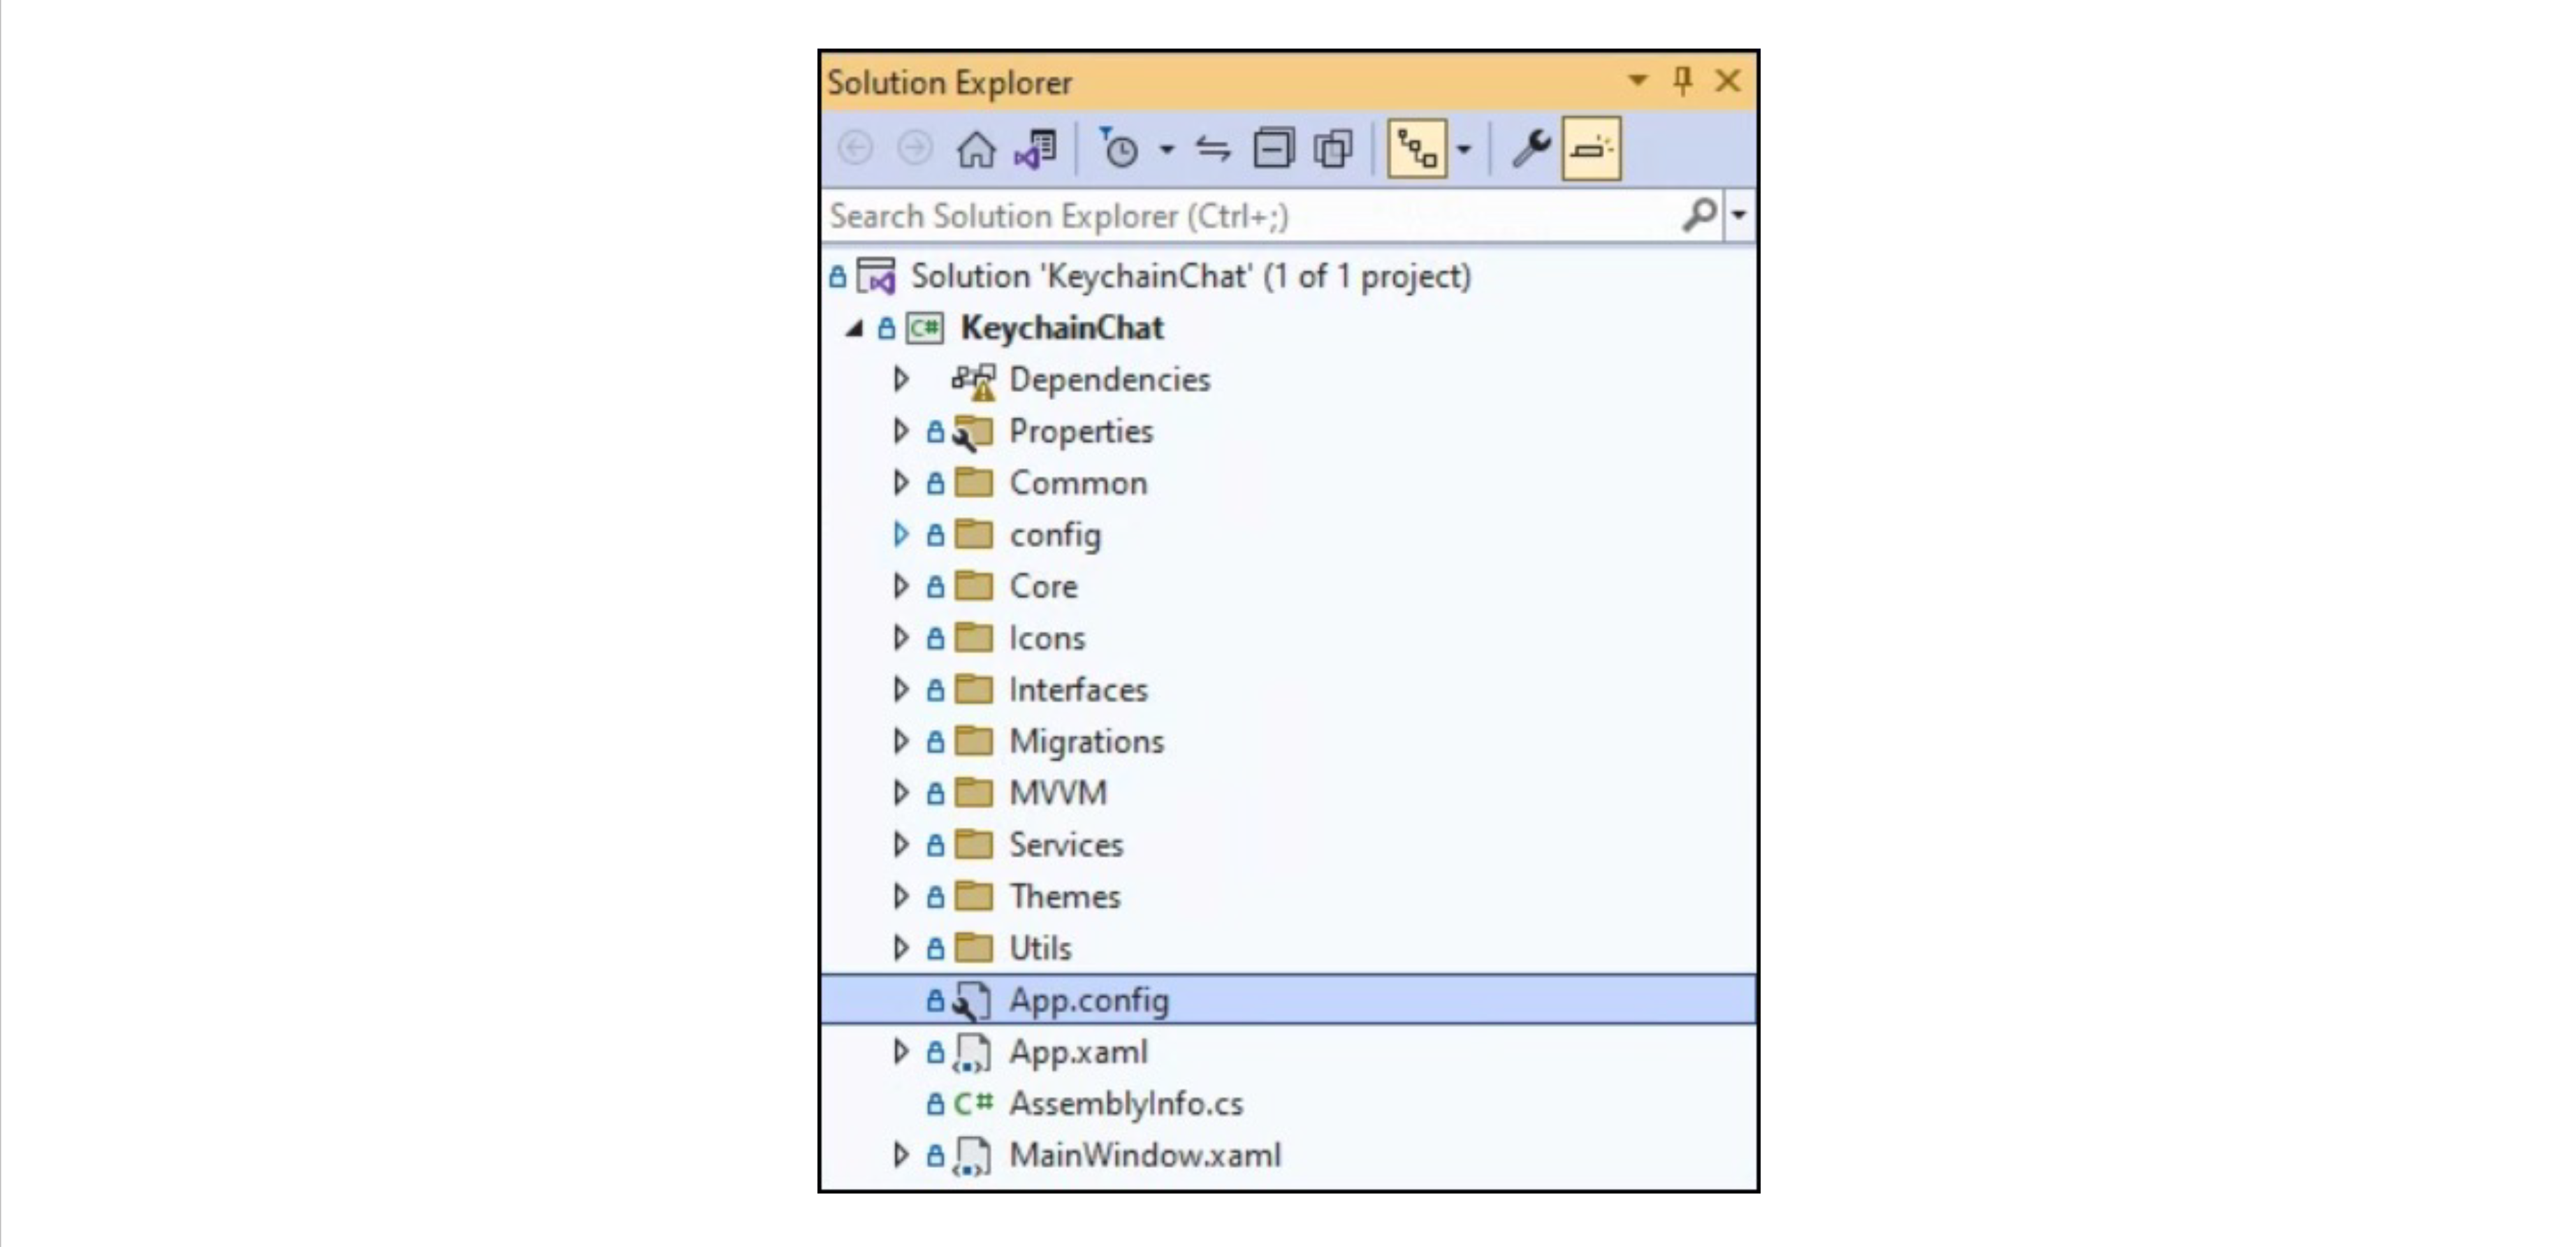 Solution Explorer
Search Solution Explorer (Ctrl+;)
Solution 'KeychainChat' (1 of 1 project)
C# KeychainChat
Dependencies
Properties
Common
config
Core
Icons
Interfaces
Migrations
MVVM
Services
Themes
Utils
App.config
App.xaml
C# AssemblyInfo.cs
MainWindow.xaml